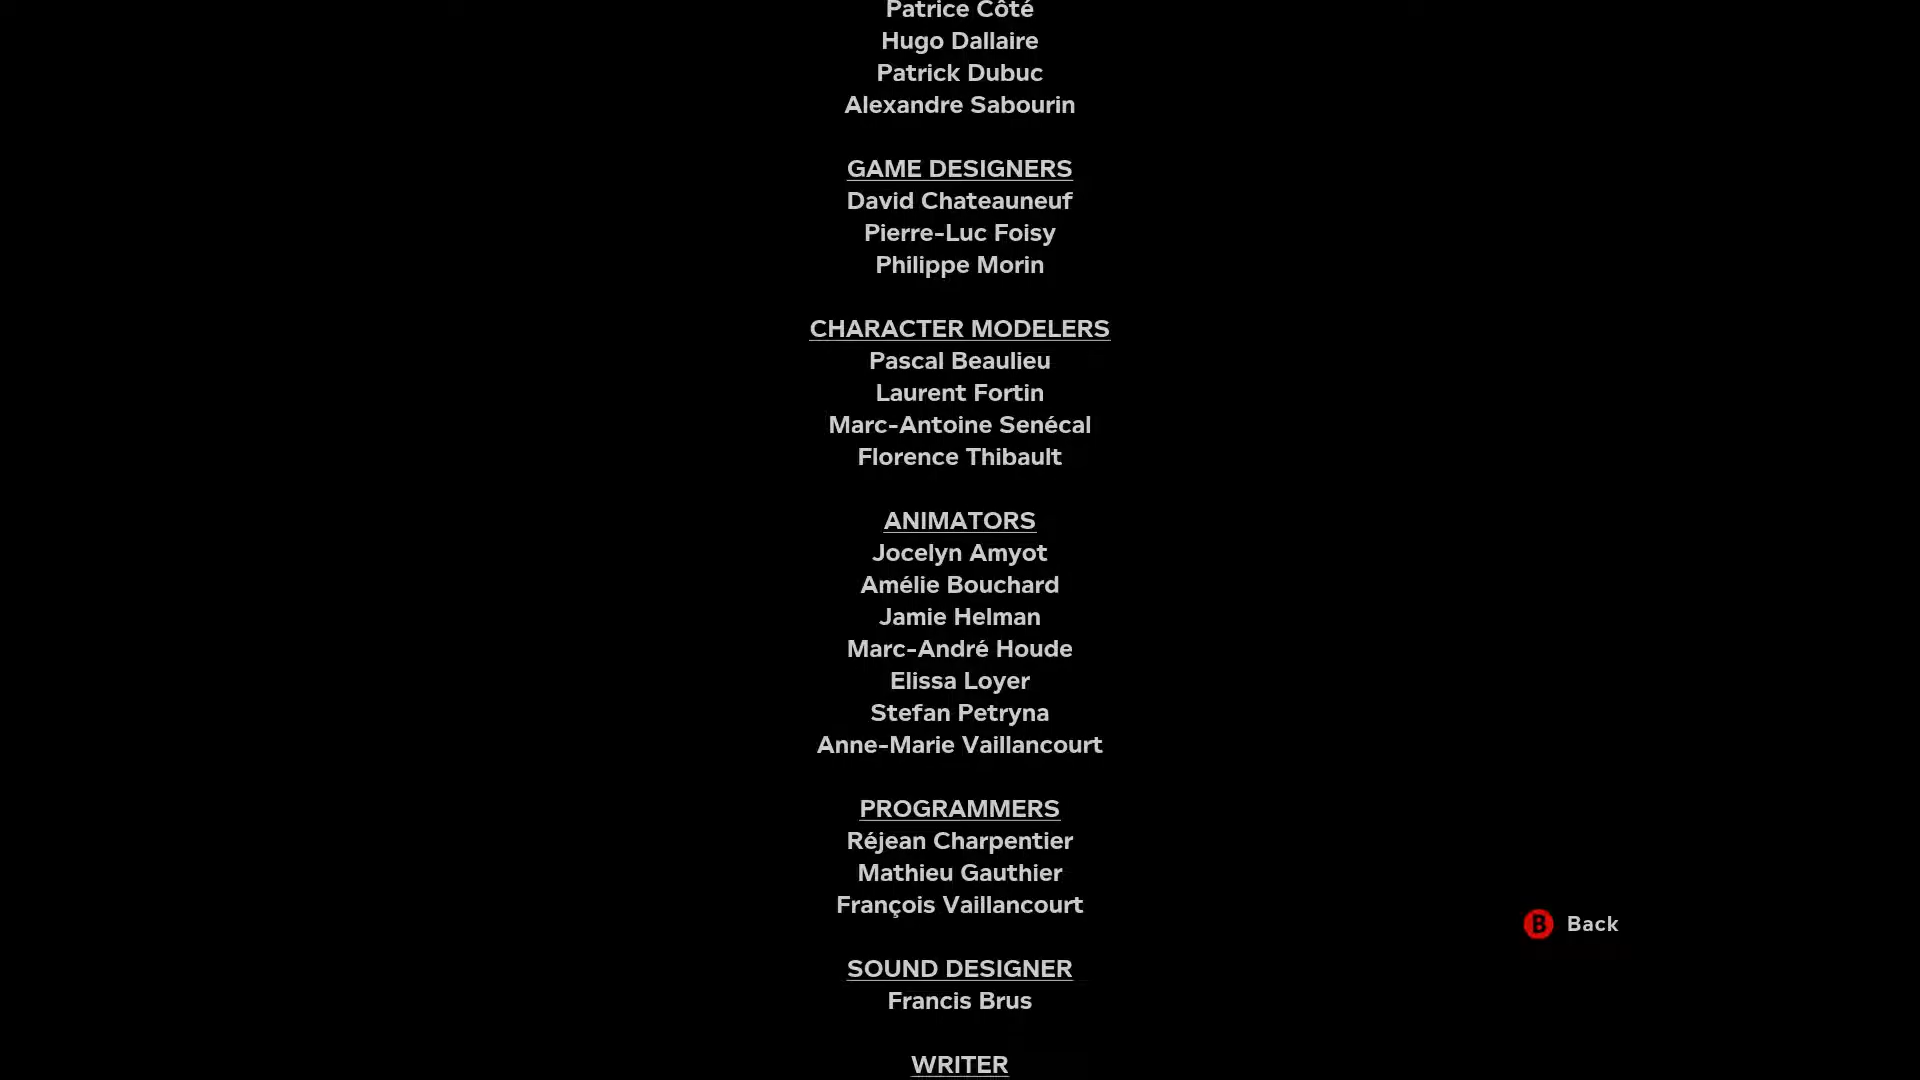 Patrice Côté
Hugo Dallaire
Patrick Dubuc
Alexandre Sabourin
GAME DESIGNERS
David Chateauneuf
Pierre-Luc Foisy
Philippe Morin
CHARACTER MODELERS
Pascal Beaulieu
Laurent Fortin
Marc-Antoine Senécal
Florence Thibault
ANIMATORS
Jocelyn Amyot
Amélie Bouchard
Jamie Helman
Marc-André Houde
Elissa Loyer
Stefan Petryna
Anne-Marie Vaillancourt
PROGRAMMERS
Réjean Charpentier
Mathieu Gauthier
François Vaillancourt
B Back
SOUND DESIGNER
Francis Brus
WRITER